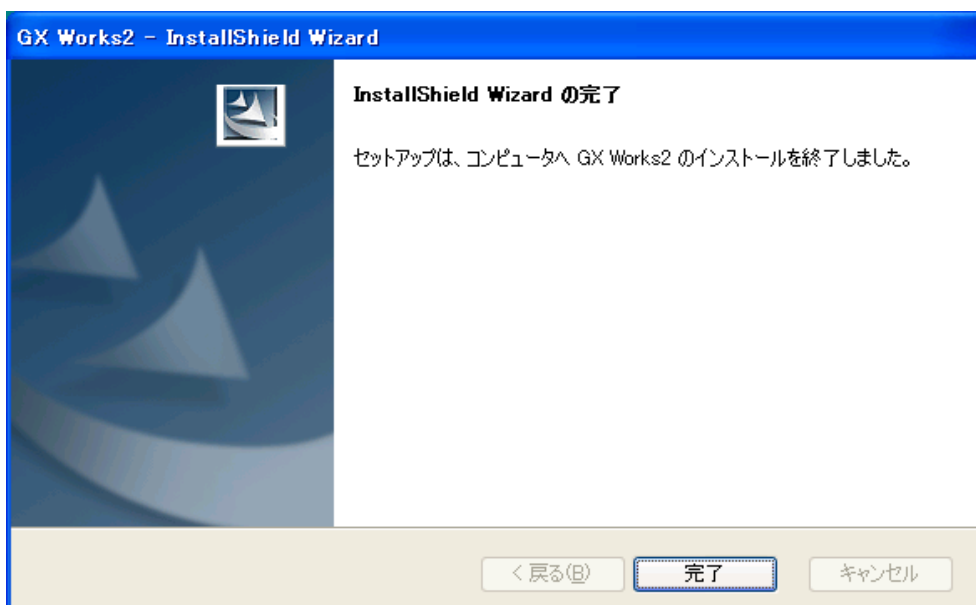 GX Works2 - InstallShield Wizard
InstallShield Wizard の完了
セットアップは、コンピュータへ GX Works2 のインストールを終了しました。
< 戻る(B)
完了
キャンセル